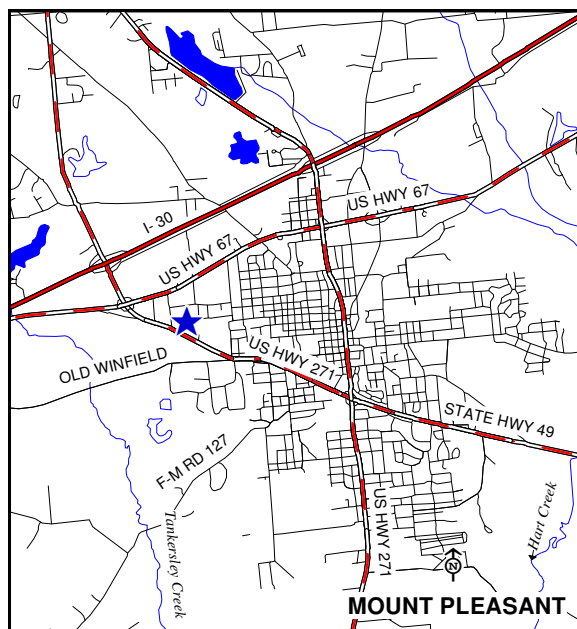 US HWY 67
I- 30
US HWY 67
OLD WINFIELD
US HWY 271
STATE HWY 49
F-M RD 127
US HWY 271
Tankersley Creek
Hart Creek
N
MOUNT PLEASANT